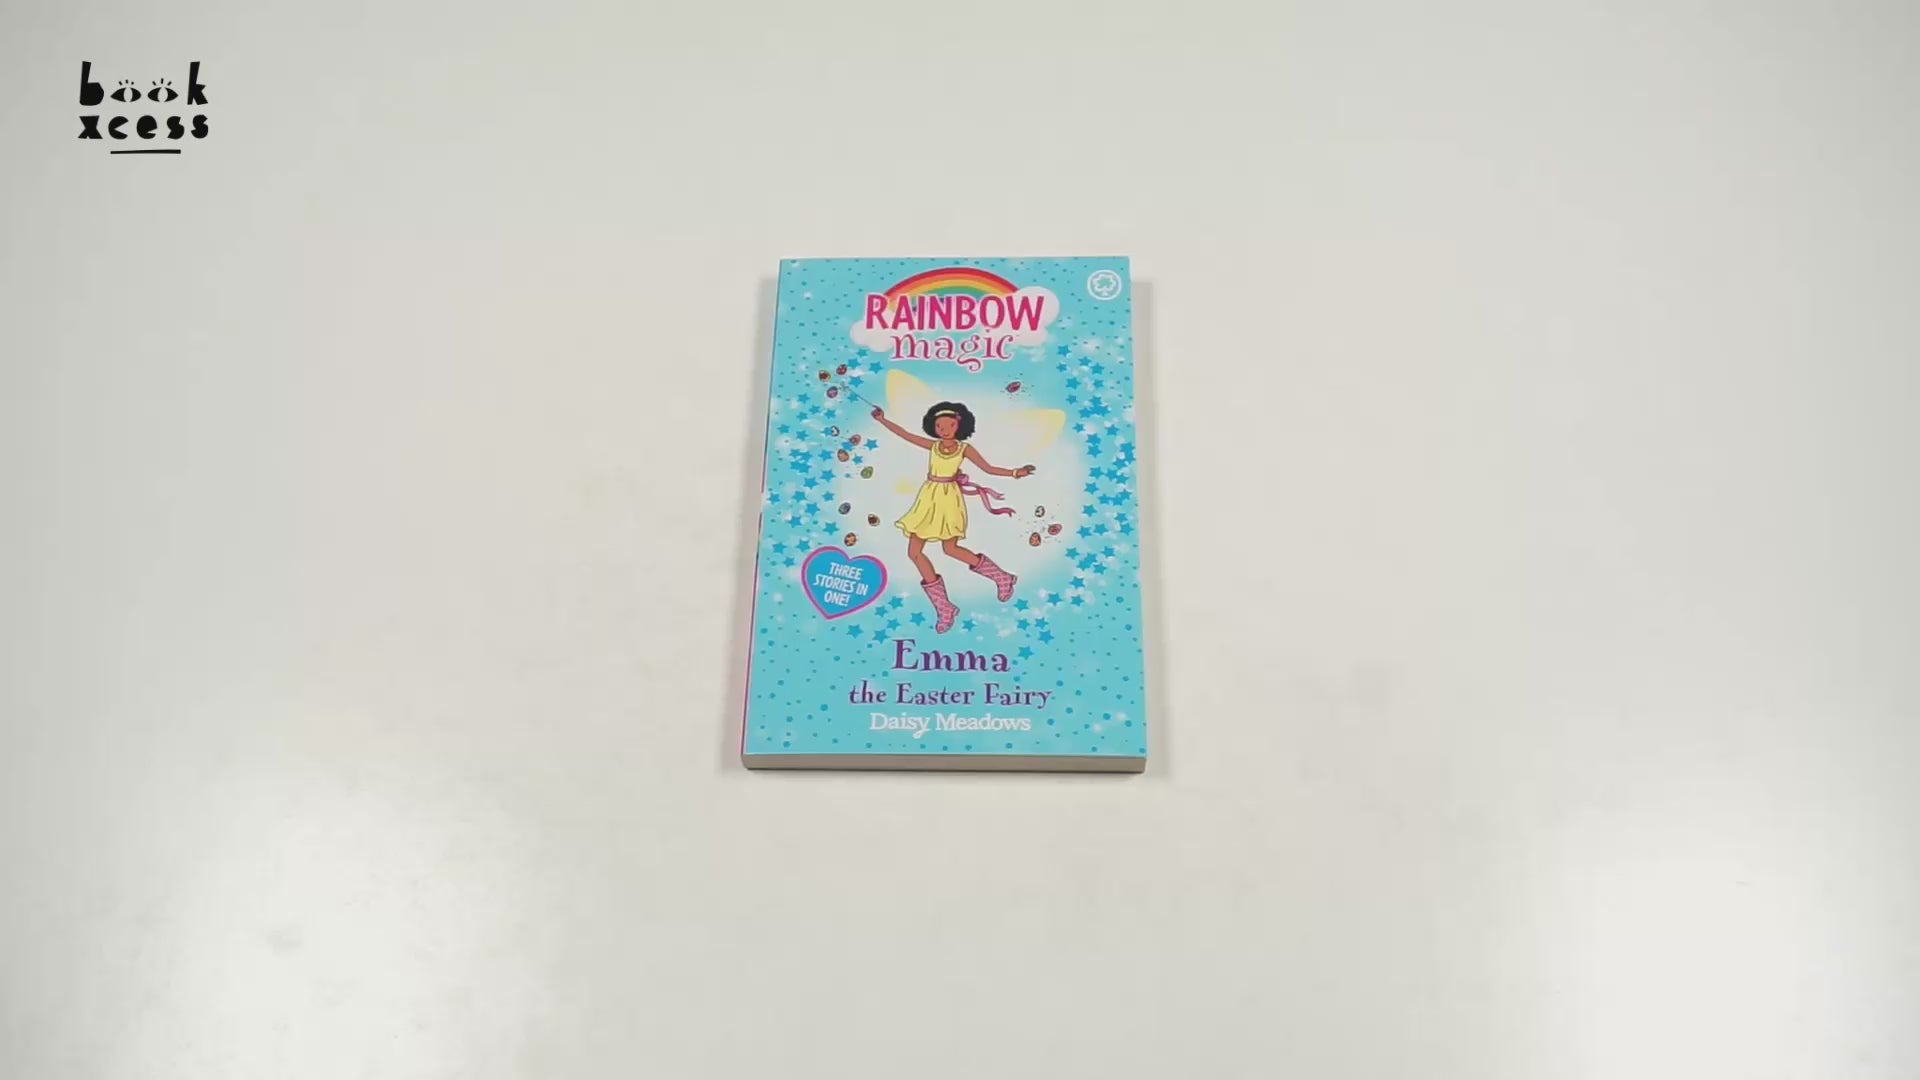 book
xcess
RAINBOW
magic
THREE
STORIES IN
ONE!
Emma
the Easter Fairy
Daisy Meadows